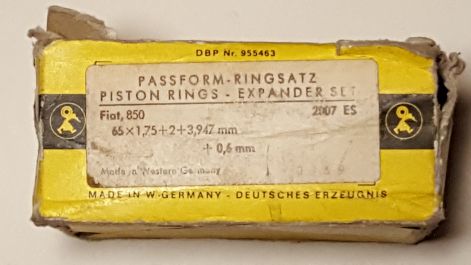 DBP Nr. 955463
PASSFORM-RINGSATZ
PISTON RINGS - EXPANDER SET
Fiat, 850 2007 ES
65×1,75+2+3,947 mm
+ 0,6 mm
Made in Western Germany
MADE IN W-GERMANY - DEUTSCHES ERZEUGNIS